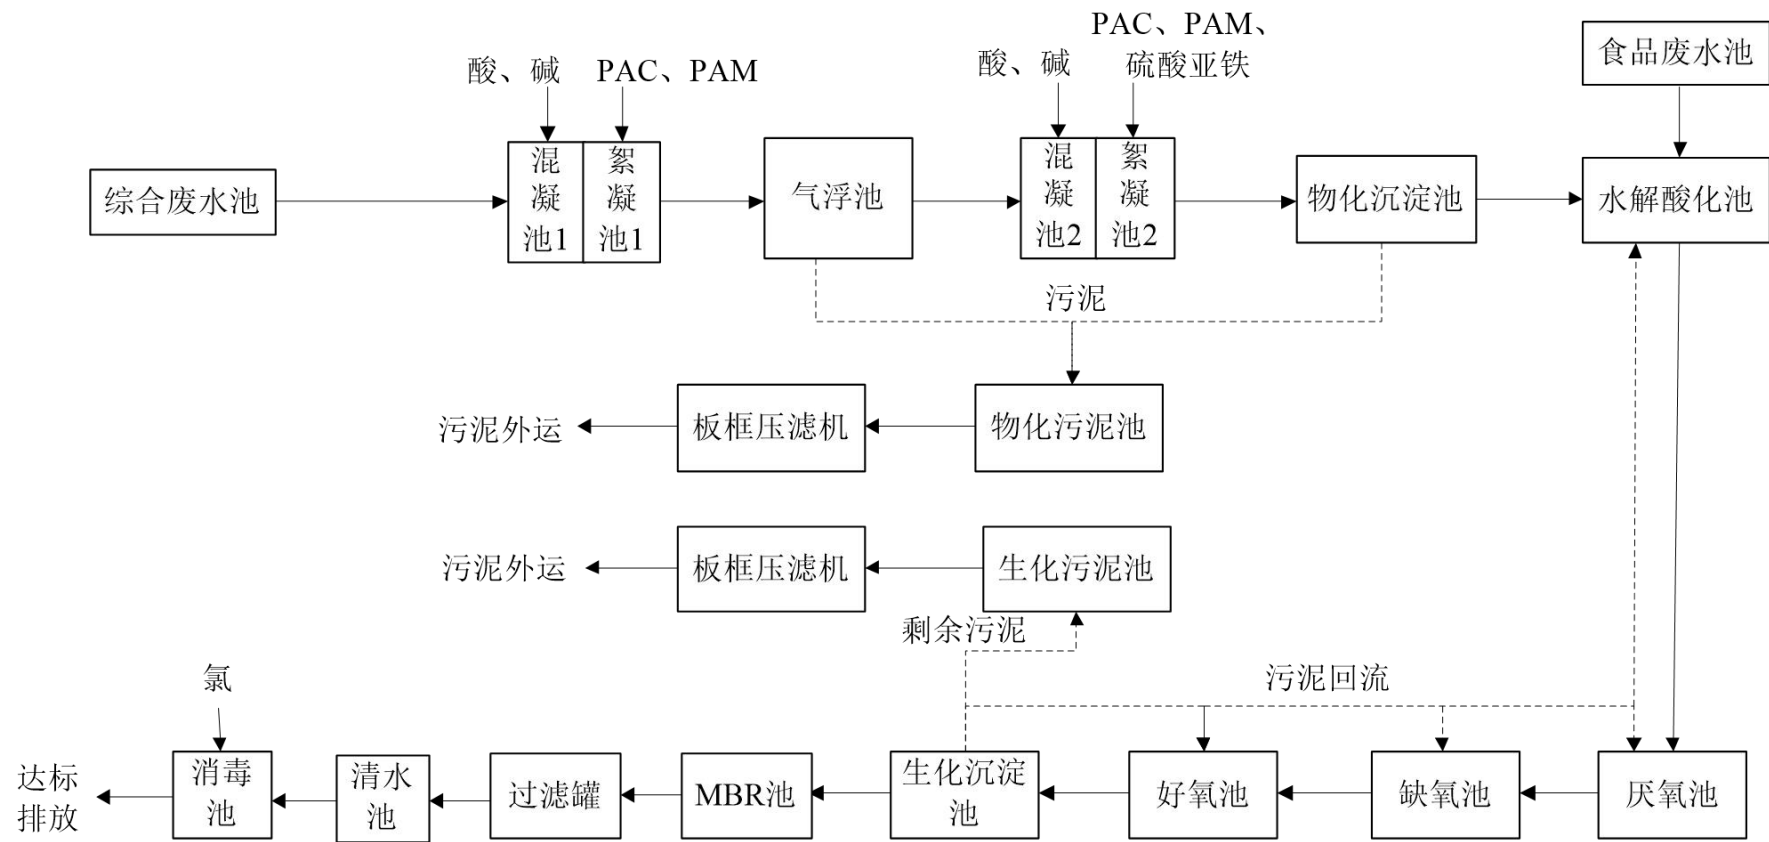 PAC、PAM、
硫酸亚铁
酸、碱
PAC、PAM
酸、碱
食品废水池
综合废水池
混
凝
池1
絮
凝
池1
气浮池
混
凝
池2
絮
凝
池2
物化沉淀池
水解酸化池
污泥
污泥外运
板框压滤机
物化污泥池
污泥外运
板框压滤机
生化污泥池
剩余污泥
污泥回流
氯
达标
排放
消毒
池
清水
池
过滤罐
MBR池
生化沉淀
池
好氧池
缺氧池
厌氧池